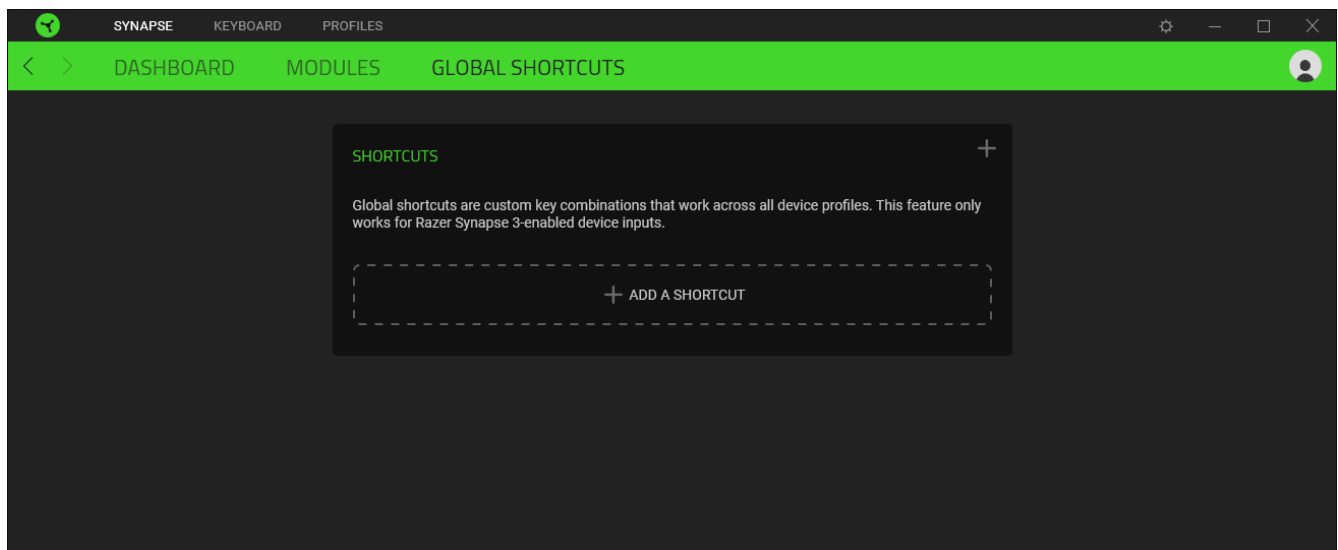 SYNAPSE KEYBOARD PROFILES
DASHBOARD MODULES GLOBAL SHORTCUTS
SHORTCUTS
Global shortcuts are custom key combinations that work across all device profiles. This feature only
works for Razer Synapse 3-enabled device inputs.
ADD A SHORTCUT